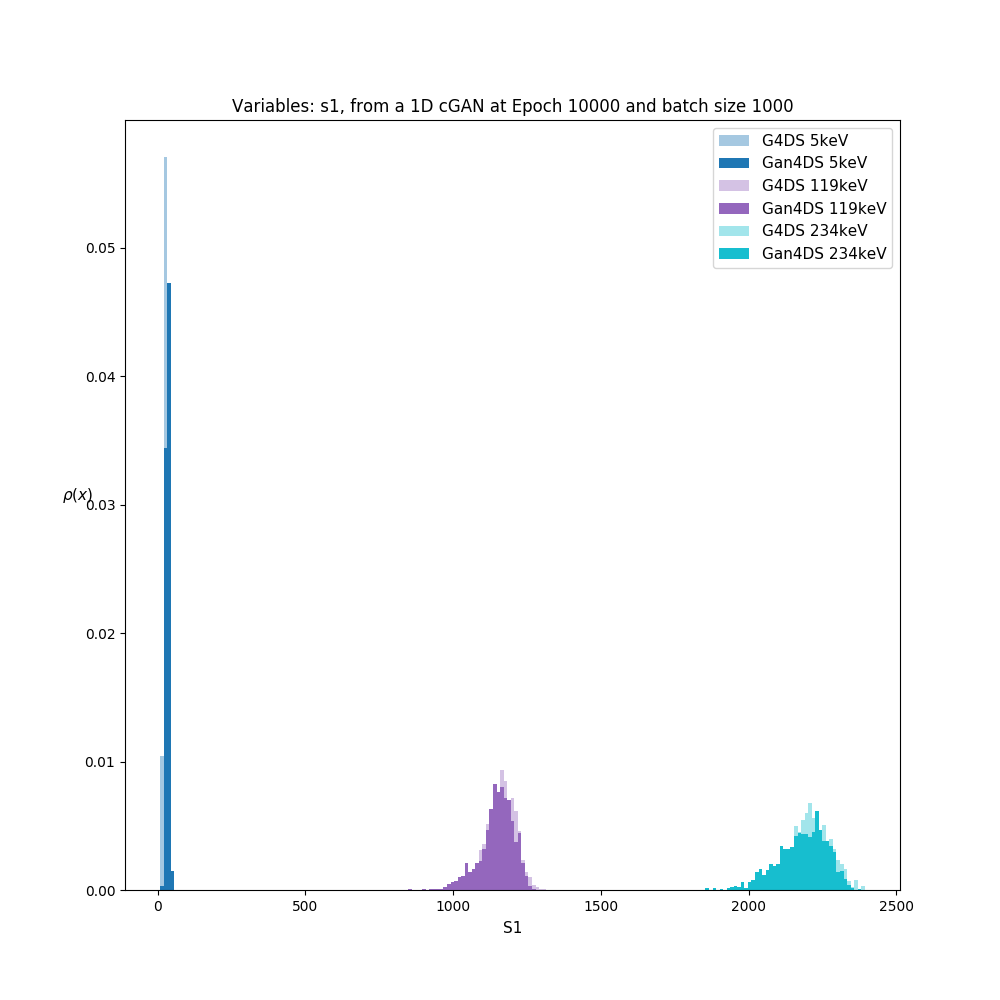 Variables: s1, from a 1D cGAN at Epoch 10000 and batch size 1000
G4DS 5keV
Gan4DS 5keV
G4DS 119keV
Gan4DS 119keV
G4DS 234keV
Gan4DS 234keV
0.05
0.04
ρ(x)
0.03
0.02
0.01
0.00
0
500
1000
1500
2000
2500
S1